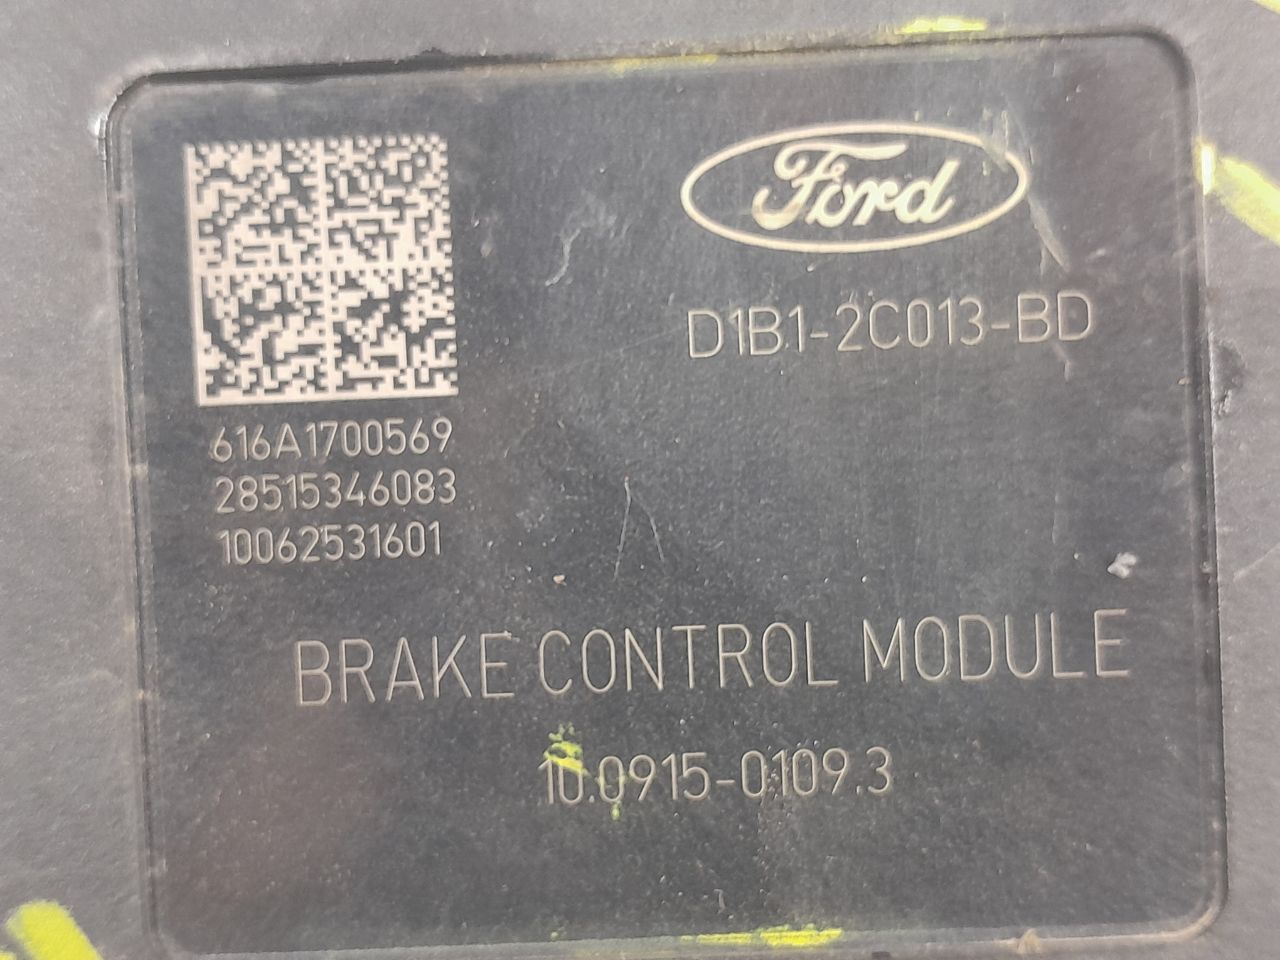 Ford
D1B1-2C013-BD
616A1700569
28515346083
10062531601
BRAKE CONTROL MODULE
10.0915-0109.3